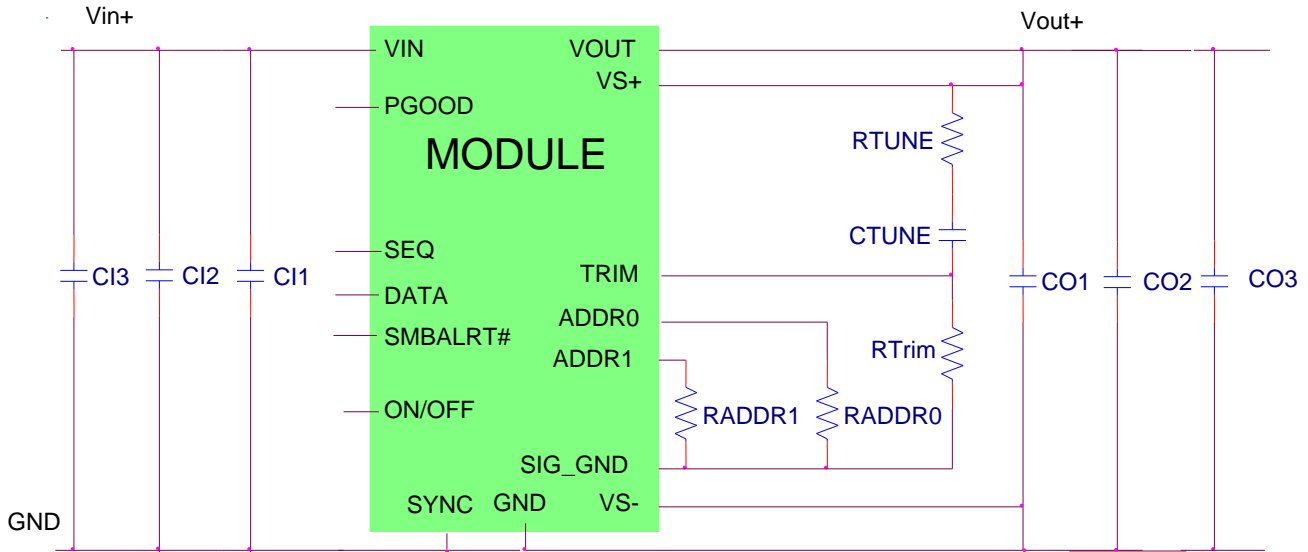 Vin+
Vout+
VIN
VOUT
VS+
PGOOD
MODULE
RTUNE
CTUNE
SEQ
TRIM
CI3
CI2
CI1
CO1
CO2
CO3
DATA
ADDR0
SMBALRT#
RTrim
ADDR1
ON/OFF
RADDR1
RADDR0
SIG_GND
SYNC
GND
VS-
GND